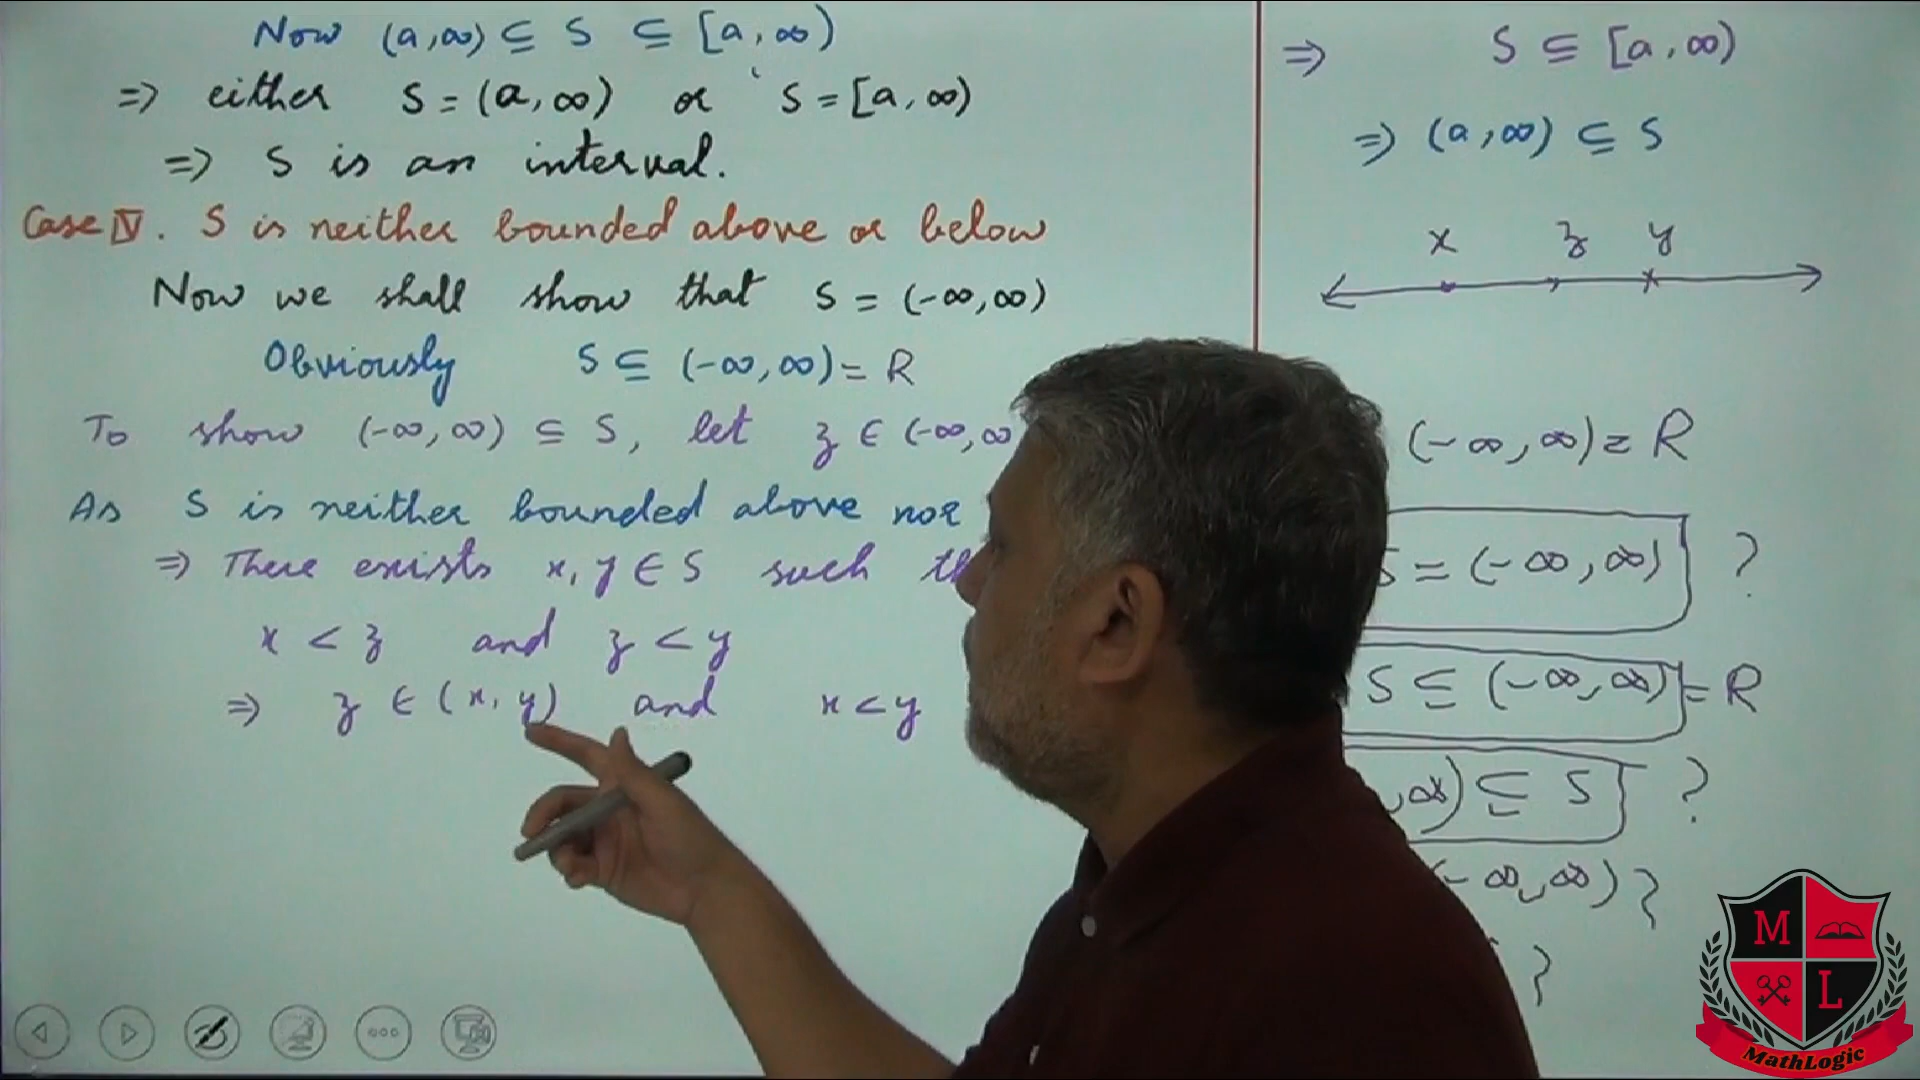 Now (a,∞) ⊆ S ⊆ [a,∞)
⇒ either S = (a,∞) or S = [a,∞)
⇒ S is an interval.
Case IV. S is neither bounded above or below
Now we shall show that S = (-∞,∞)
Obviously S ⊆ (-∞,∞) = R
To show (-∞,∞) ⊆ S, let z ∈ (-∞,∞
As S is neither bounded above nor
⇒ There exists x, y ∈ S such
x < z and z < y
⇒ z ∈ (x, y) and x < y
⇒ S ⊆ [a,∞)
⇒ (a,∞) ⊆ S
x z y
(-∞,∞) = R
S = (-∞,∞) ?
S ⊆ (-∞,∞) = R
,∞) ⊆ S ?
(-∞,∞) }
}
M
L
MathLogic